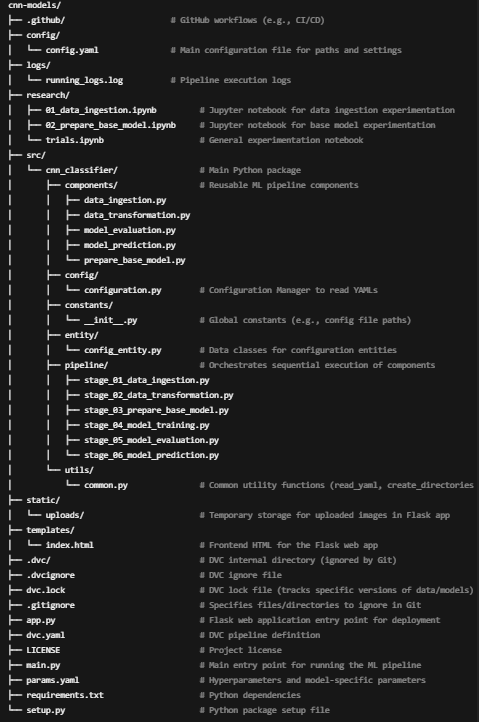 cnn-models/
├── .github/ # GitHub workflows (e.g., CI/CD)
├── config/
│ └── config.yaml # Main configuration file for paths and settings
├── logs/
│ └── running_logs.log # Pipeline execution logs
├── research/
│ ├── 01_data_ingestion.ipynb # Jupyter notebook for data ingestion experimentation
│ ├── 02_prepare_base_model.ipynb # Jupyter notebook for base model experimentation
│ └── trials.ipynb # General experimentation notebook
├── src/
│ └── cnn_classifier/ # Main Python package
│ ├── components/ # Reusable ML pipeline components
│ │ ├── data_ingestion.py
│ │ ├── data_transformation.py
│ │ ├── model_evaluation.py
│ │ ├── model_prediction.py
│ │ └── prepare_base_model.py
│ ├── config/
│ │ └── configuration.py # Configuration Manager to read YAMLs
│ ├── constants/
│ │ └── __init__.py # Global constants (e.g., config file paths)
│ ├── entity/
│ │ └── config_entity.py # Data classes for configuration entities
│ ├── pipeline/ # Orchestrates sequential execution of components
│ │ ├── stage_01_data_ingestion.py
│ │ ├── stage_02_data_transformation.py
│ │ ├── stage_03_prepare_base_model.py
│ │ ├── stage_04_model_training.py
│ │ ├── stage_05_model_evaluation.py
│ │ └── stage_06_model_prediction.py
│ └── utils/
│ └── common.py # Common utility functions (read_yaml, create_directories
├── static/
│ └── uploads/ # Temporary storage for uploaded images in Flask app
├── templates/
│ └── index.html # Frontend HTML for the Flask web app
├── .dvc/ # DVC internal directory (ignored by Git)
├── .dvcignore # DVC ignore file
├── dvc.lock # DVC lock file (tracks specific versions of data/models)
├── .gitignore # Specifies files/directories to ignore in Git
├── app.py # Flask web application entry point for deployment
├── dvc.yaml # DVC pipeline definition
├── LICENSE # Project license
├── main.py # Main entry point for running the ML pipeline
├── params.yaml # Hyperparameters and model-specific parameters
├── requirements.txt # Python dependencies
└── setup.py # Python package setup file